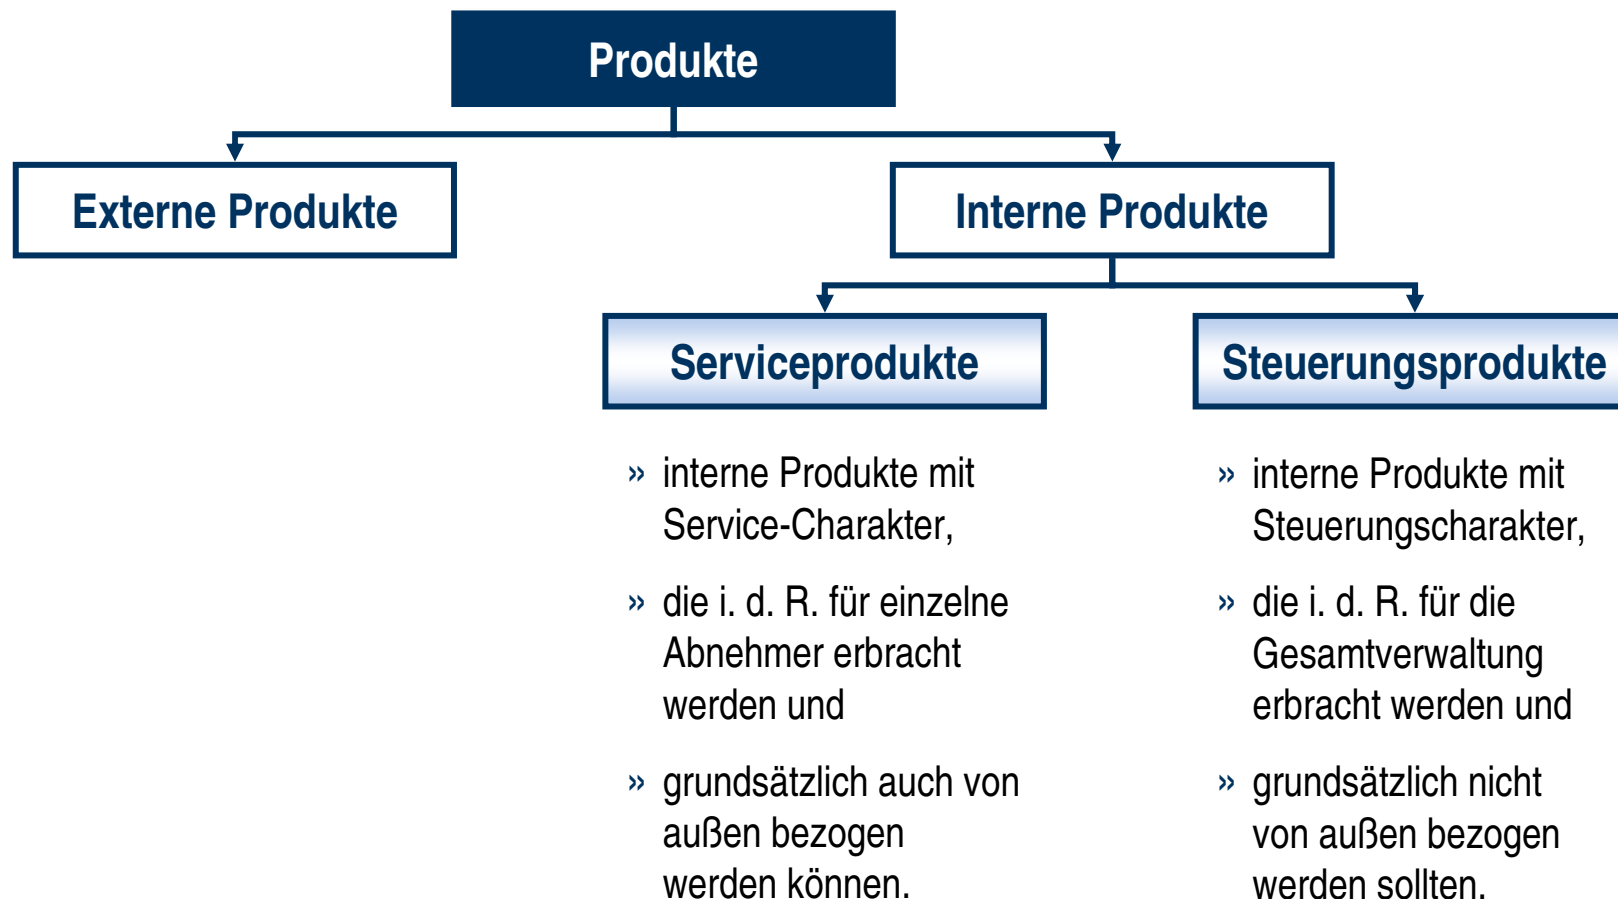 Produkte
Externe Produkte
Interne Produkte
Serviceprodukte
» interne Produkte mit
Service-Charakter,
» die i. d. R. für einzelne
Abnehmer erbracht
werden und
» grundsätzlich auch von
außen bezogen
werden können.
Steuerungsprodukte
» interne Produkte mit
Steuerungscharakter,
» die i. d. R. für die
Gesamtverwaltung
erbracht werden und
» grundsätzlich nicht
von außen bezogen
werden sollten.